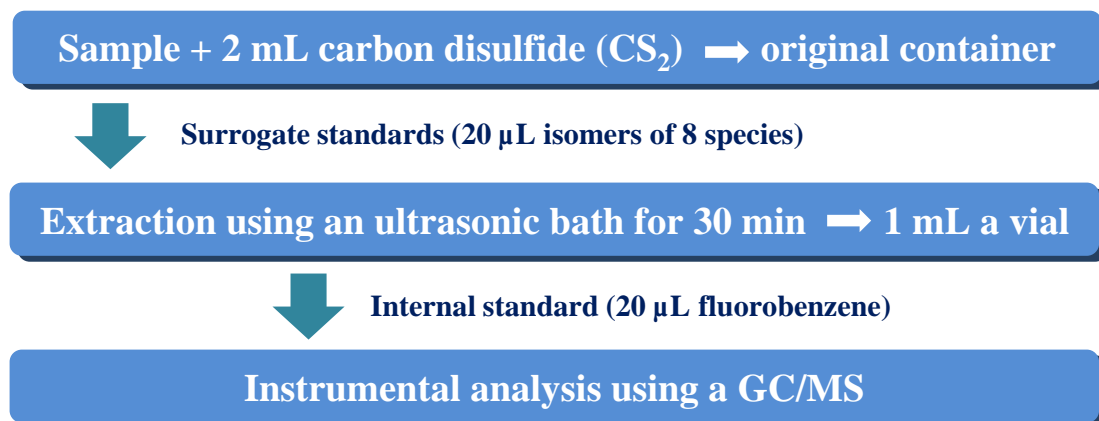 Sample + 2 mL carbon disulfide (CS₂) ➡ original container
Surrogate standards (20 μL isomers of 8 species)
Extraction using an ultrasonic bath for 30 min ➡ 1 mL a vial
Internal standard (20 μL fluorobenzene)
Instrumental analysis using a GC/MS